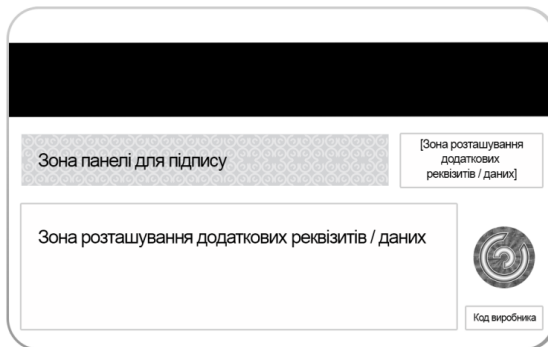 Зона панелі для підпису
[Зона розташування
додаткових
реквізитів / даних]
Зона розташування додаткових реквізитів / даних
Код виробника